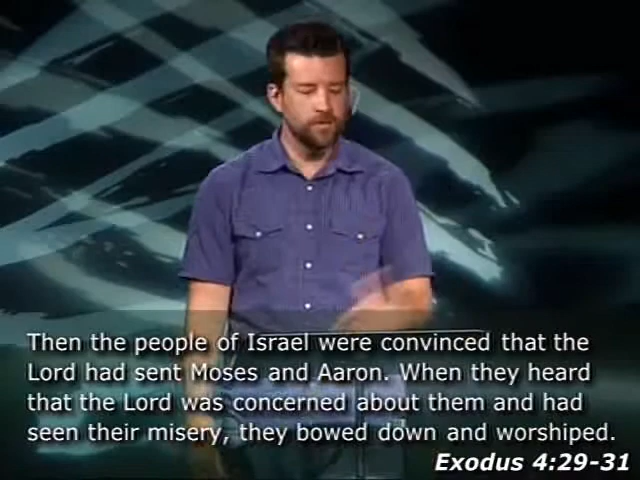 Then the people of Israel were convinced that the
Lord had sent Moses and Aaron. When they heard
that the Lord was concerned about them and had
seen their misery, they bowed down and worshiped.
Exodus 4:29-31